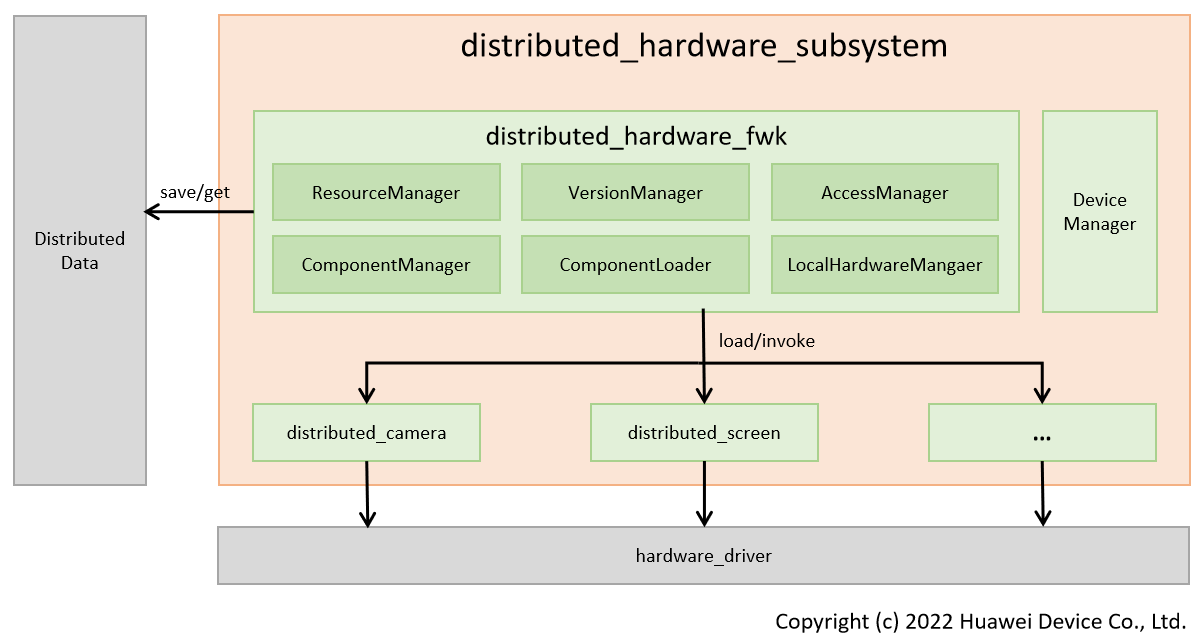 distributed_hardware_subsystem
distributed_hardware_fwk
ResourceManager
VersionManager
AccessManager
ComponentManager
ComponentLoader
LocalHardwareMangaer
Device
Manager
save/get
Distributed
Data
load/invoke
distributed_camera
distributed_screen
...
hardware_driver
Copyright (c) 2022 Huawei Device Co., Ltd.